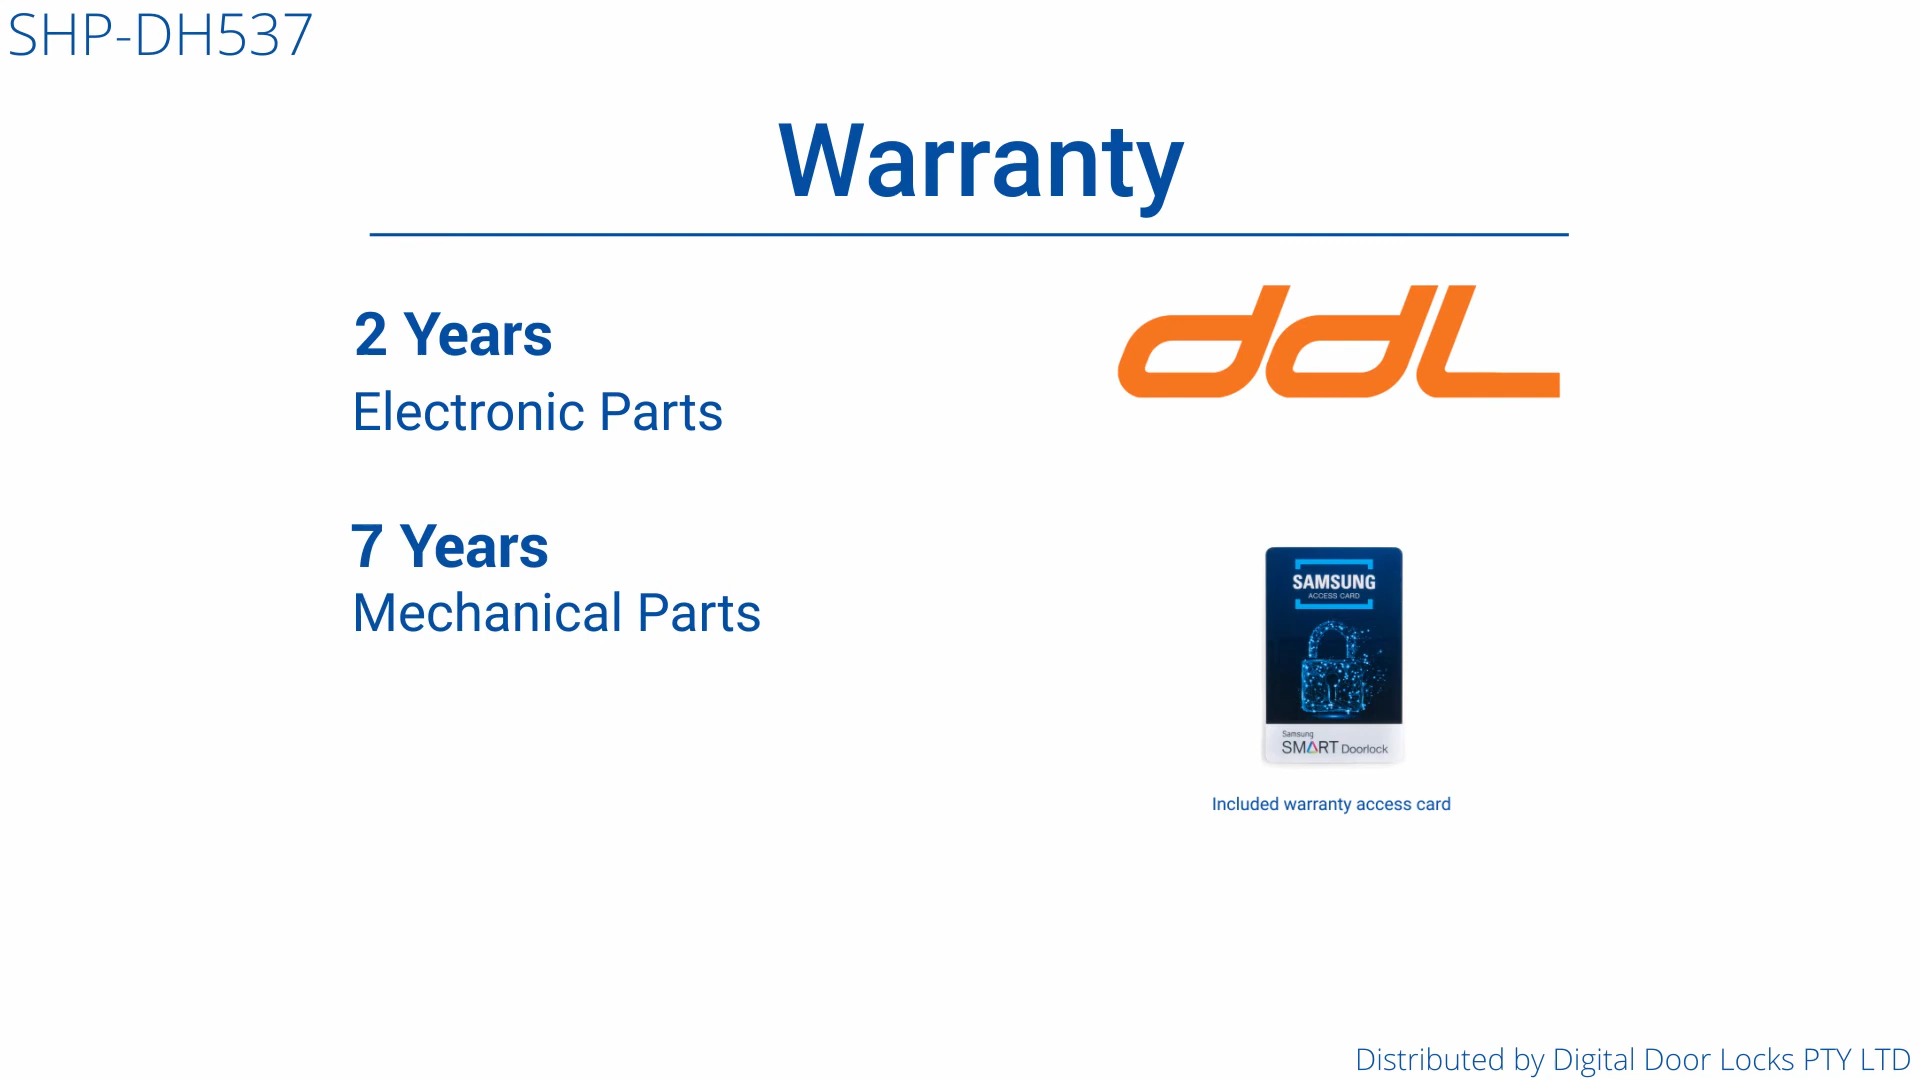 SHP-DH537
Warranty
2 Years
Electronic Parts
7 Years
Mechanical Parts
ddL
SAMSUNG
ACCESS CARD
Samsung
SMART Doorlock
Included warranty access card
Distributed by Digital Door Locks PTY LTD